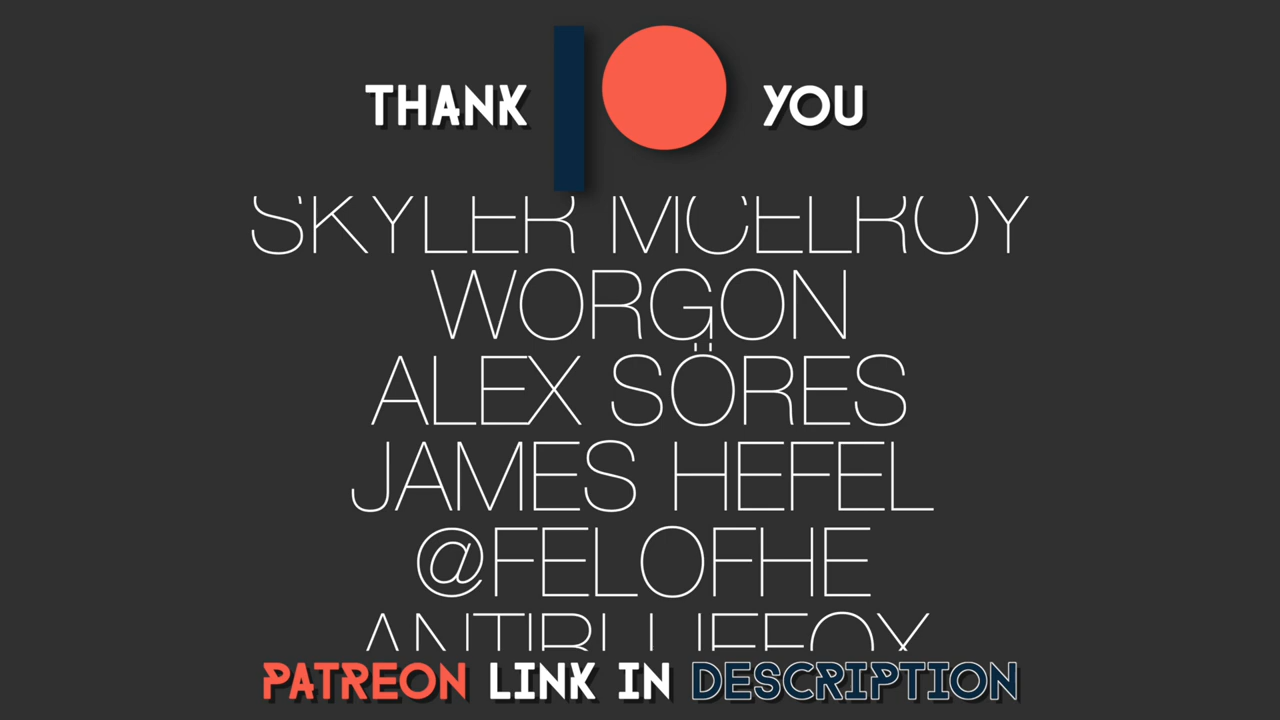 THANK YOU
SKYLER MCELROY
WORGON
ALEX SÖRES
JAMES HEFEL
@FELOFHE
PATREON LINK IN DESCRIPTION